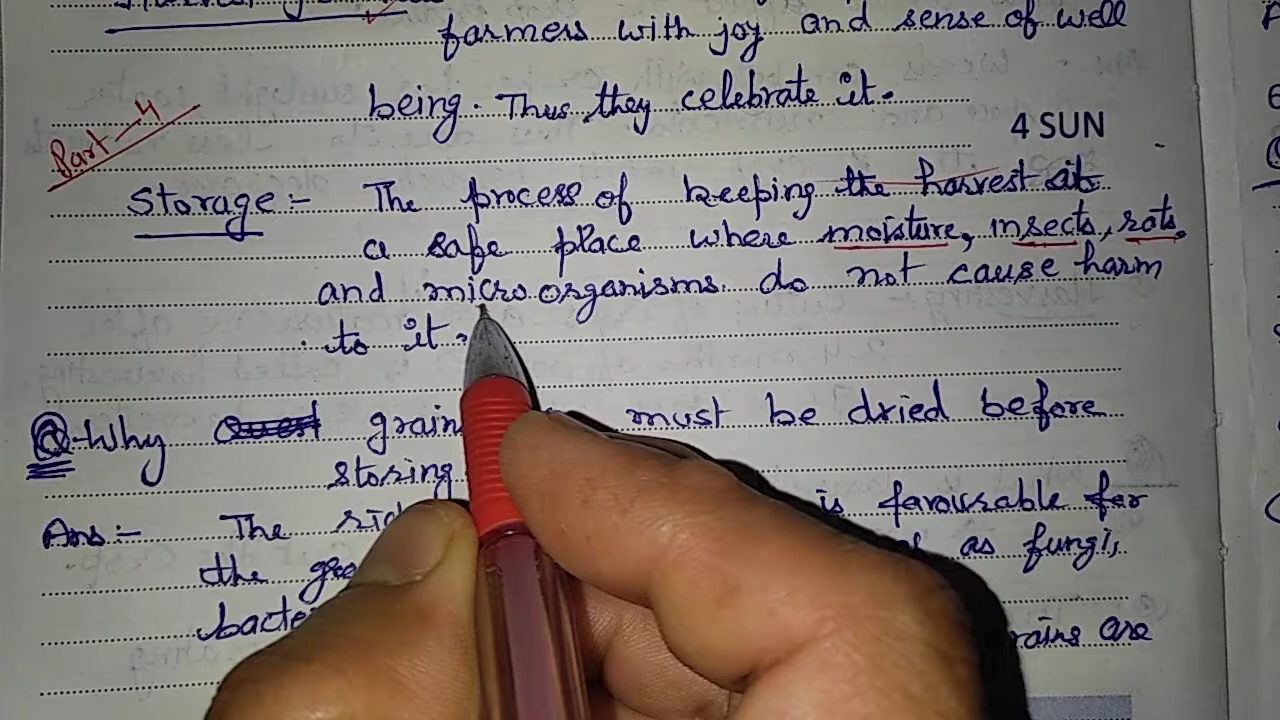 farmers with joy and sense of well
being. Thus they celebrate it.
4 SUN
Part-4
Storage:- The process of keeping the harvest at
a safe place where moisture, insects, rats,
and micro organisms do not cause harm
to it.
Q Why grain must be dried before
storing
Ans:- The is favourable for
the as fungi,
are